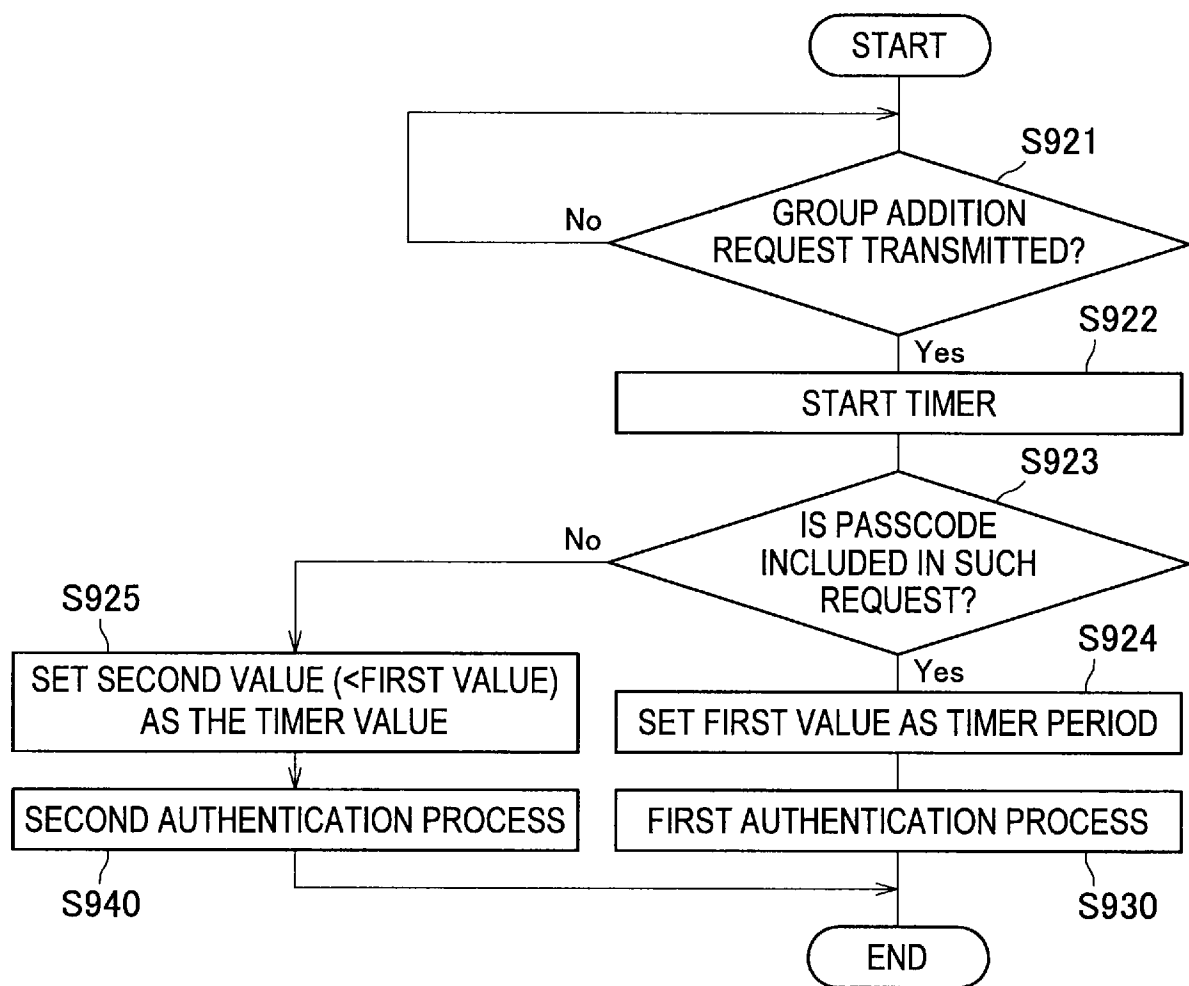 START
S921
GROUP ADDITION
REQUEST TRANSMITTED?
No
Yes
S922
START TIMER
S923
IS PASSCODE
INCLUDED IN SUCH
REQUEST?
No
Yes
S925
SET SECOND VALUE (<FIRST VALUE)
AS THE TIMER VALUE
S924
SET FIRST VALUE AS TIMER PERIOD
SECOND AUTHENTICATION PROCESS
S940
FIRST AUTHENTICATION PROCESS
S930
END